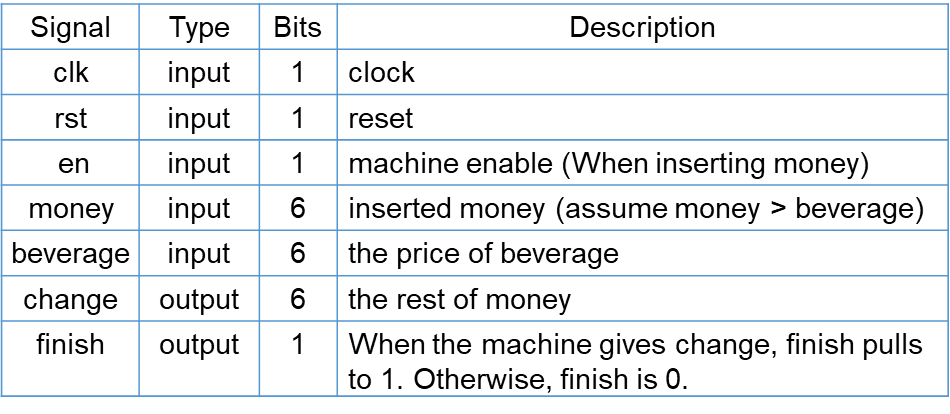 Signal Type Bits Description
clk input 1 clock
rst input 1 reset
en input 1 machine enable (When inserting money)
money input 6 inserted money (assume money > beverage)
beverage input 6 the price of beverage
change output 6 the rest of money
finish output 1 When the machine gives change, finish pulls
to 1. Otherwise, finish is 0.